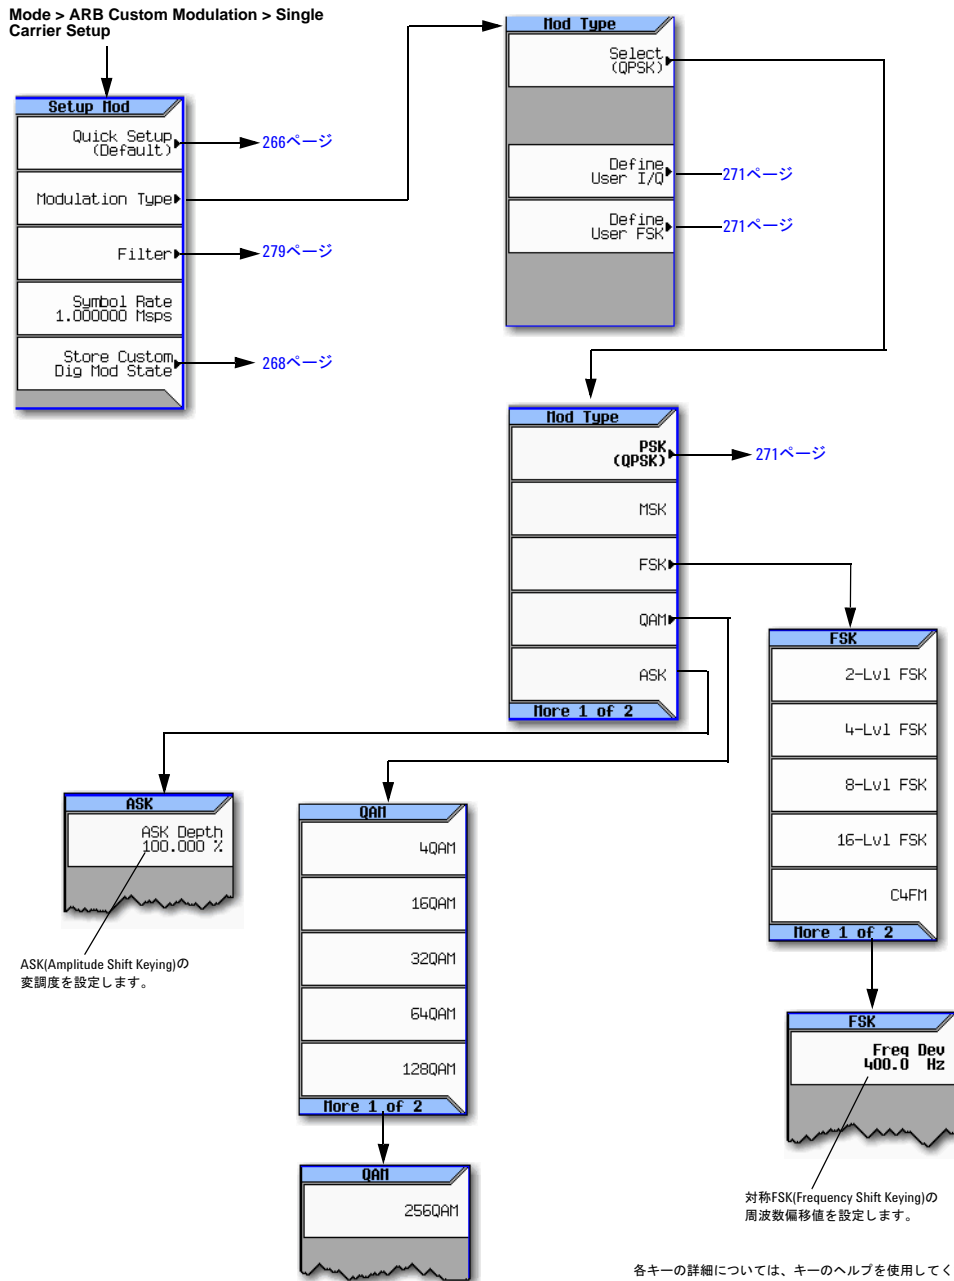 Mode > ARB Custom Modulation > Single
Carrier Setup
Setup Mod
Quick Setup
(Default)
266ページ
Modulation Type
Filter
279ページ
Symbol Rate
1.000000 Msps
Store Custom
Dig Mod State
268ページ
Mod Type
Select
(QPSK)
Define
User I/Q
271ページ
Define
User FSK
271ページ
Mod Type
PSK
(QPSK)
271ページ
MSK
FSK
QAM
ASK
More 1 of 2
FSK
2-Lvl FSK
4-Lvl FSK
8-Lvl FSK
16-Lvl FSK
C4FM
More 1 of 2
ASK
ASK Depth
100.000 %
ASK(Amplitude Shift Keying)の
変調度を設定します。
QAM
4QAM
16QAM
32QAM
64QAM
128QAM
More 1 of 2
QAM
256QAM
FSK
Freq Dev
400.0 Hz
対称FSK(Frequency Shift Keying)の
周波数偏移値を設定します。
各キーの詳細については、キーのヘルプを使用してく